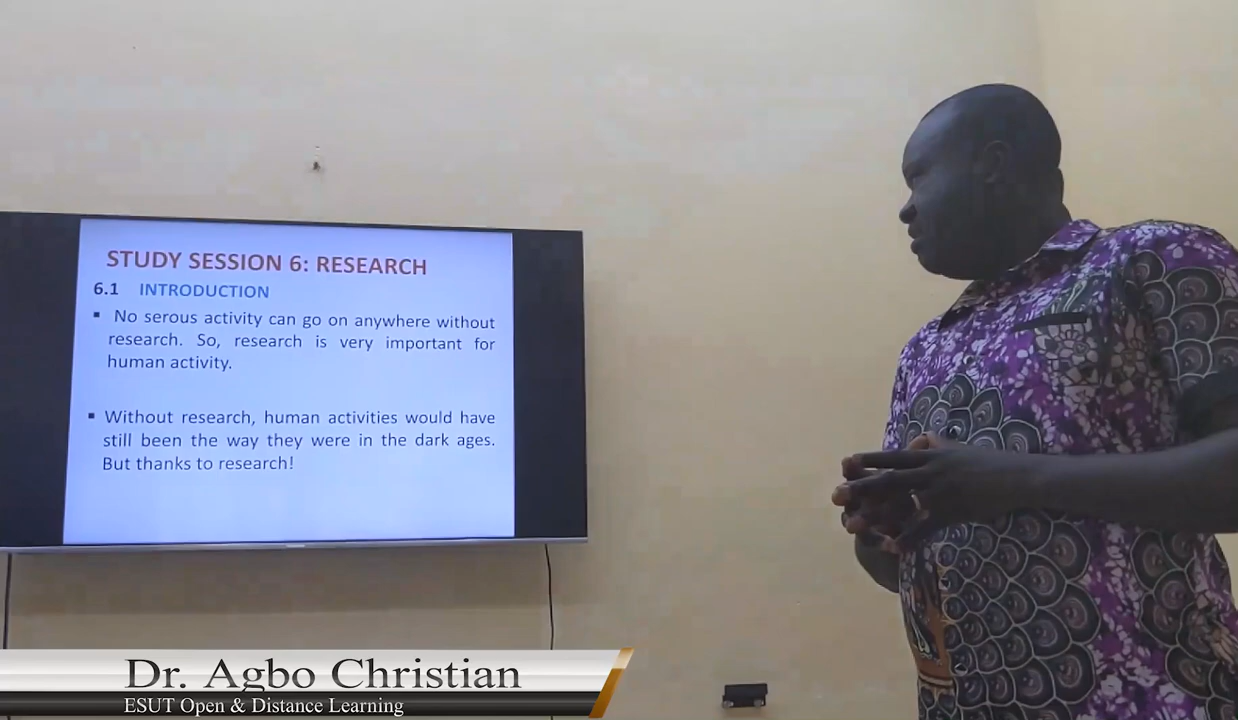 STUDY SESSION 6: RESEARCH
6.1 INTRODUCTION
▪ No serous activity can go on anywhere without
research. So, research is very important for
human activity.
▪ Without research, human activities would have
still been the way they were in the dark ages.
But thanks to research!
Dr. Agbo Christian
ESUT Open & Distance Learning